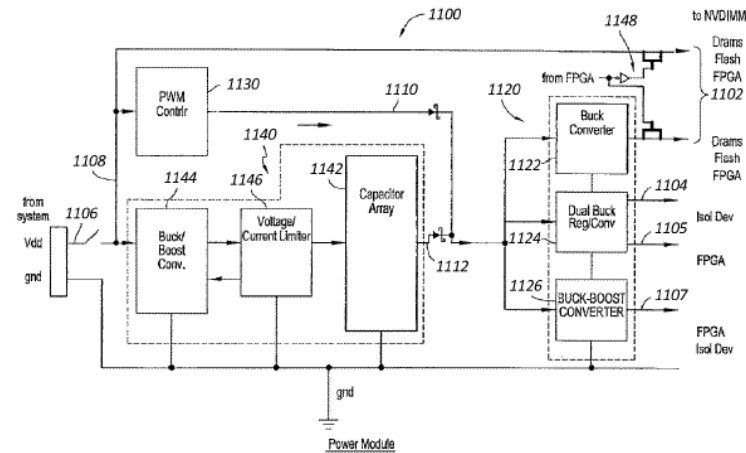 1100
to NVDIMM
1148
Drams
Flash
FPGA
1102
from FPGA
1130
PWM
Contrlr
1110
1120
Buck
Converter
1122
Drams
Flash
FPGA
1140
1108
1144
1146
1142
Capacitor
Array
Voltage/
Current Limiter
Buck/
Boost
Conv.
1104
Dual Buck
Reg/Conv
1124
Isol Dev
1105
FPGA
from
system
1106
Vdd
gnd
1112
1126
BUCK-BOOST
CONVERTER
1107
FPGA
Isol Dev
gnd
Power Module